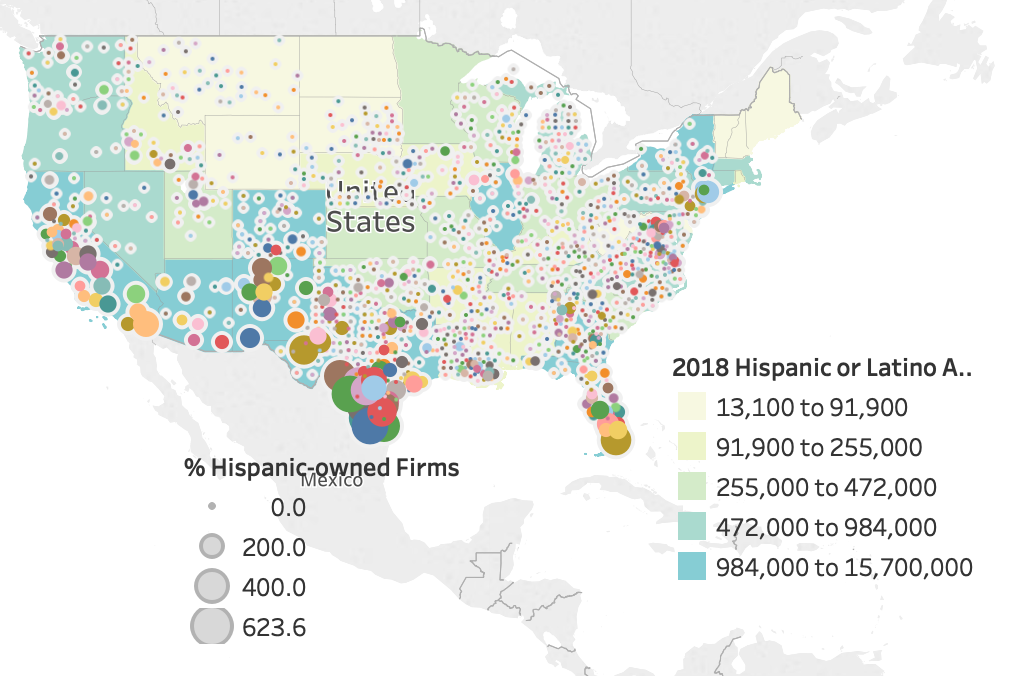 United
States
2018 Hispanic or Latino A..
13,100 to 91,900
91,900 to 255,000
255,000 to 472,000
472,000 to 984,000
984,000 to 15,700,000
% Hispanic-owned Firms
Mexico
0.0
200.0
400.0
623.6